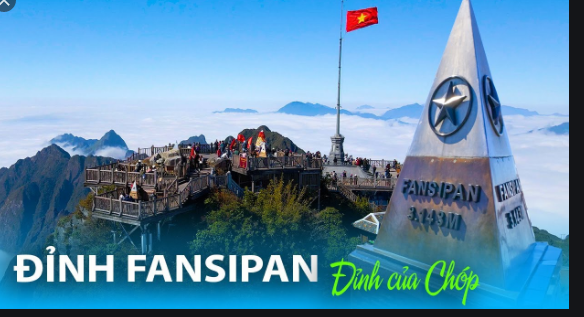 FANSIPAN
3.143M
FANSIPAN
3.143M
ĐỈNH FANSIPAN
Đỉnh của Chóp